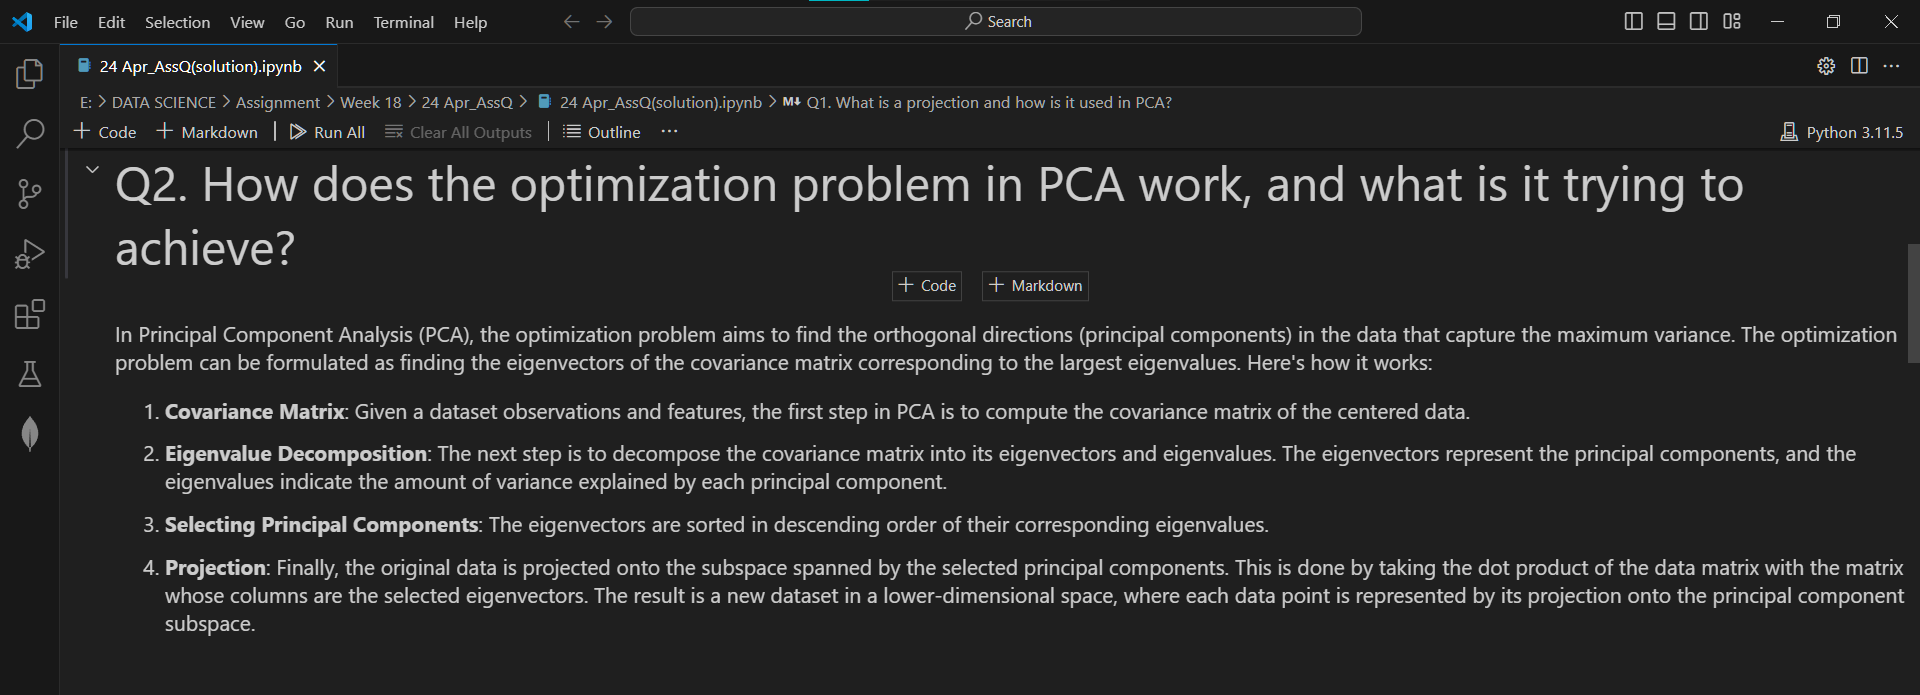 File Edit Selection View Go Run Terminal Help
Search
24 Apr_AssQ(solution).ipynb
E: > DATA SCIENCE > Assignment > Week 18 > 24 Apr_AssQ > 24 Apr_AssQ(solution).ipynb > M↓ Q1. What is a projection and how is it used in PCA?
+ Code + Markdown | Run All Clear All Outputs | Outline ···
Python 3.11.5
Q2. How does the optimization problem in PCA work, and what is it trying to
achieve?
+ Code + Markdown
In Principal Component Analysis (PCA), the optimization problem aims to find the orthogonal directions (principal components) in the data that capture the maximum variance. The optimization
problem can be formulated as finding the eigenvectors of the covariance matrix corresponding to the largest eigenvalues. Here's how it works:
1. Covariance Matrix: Given a dataset observations and features, the first step in PCA is to compute the covariance matrix of the centered data.
2. Eigenvalue Decomposition: The next step is to decompose the covariance matrix into its eigenvectors and eigenvalues. The eigenvectors represent the principal components, and the
eigenvalues indicate the amount of variance explained by each principal component.
3. Selecting Principal Components: The eigenvectors are sorted in descending order of their corresponding eigenvalues.
4. Projection: Finally, the original data is projected onto the subspace spanned by the selected principal components. This is done by taking the dot product of the data matrix with the matrix
whose columns are the selected eigenvectors. The result is a new dataset in a lower-dimensional space, where each data point is represented by its projection onto the principal component
subspace.